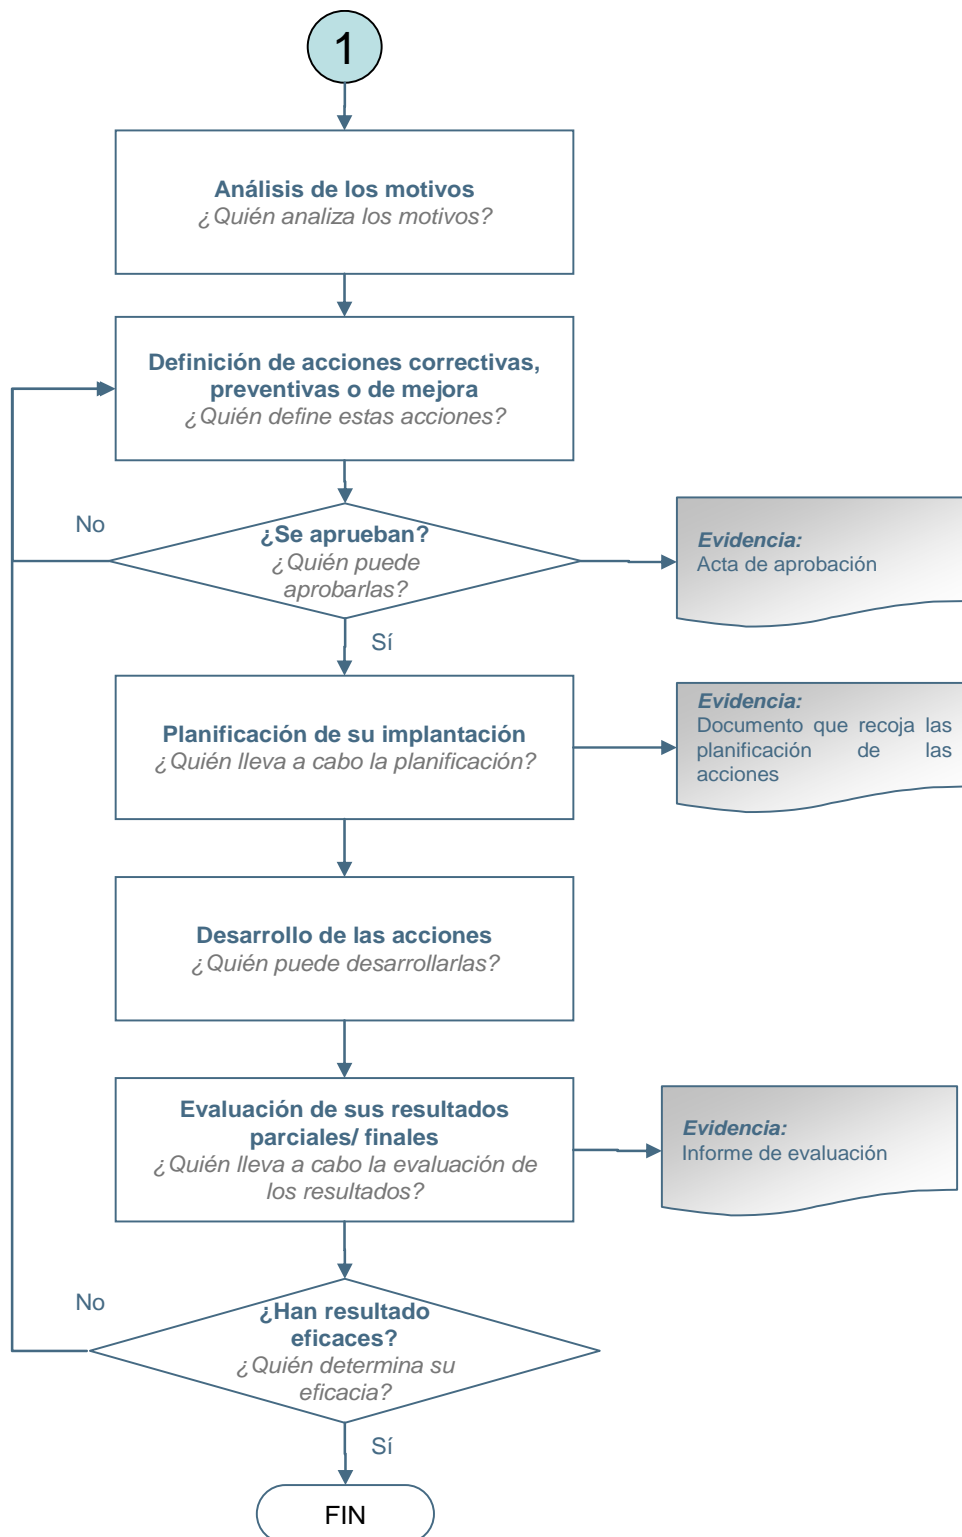 1
Análisis de los motivos
¿Quién analiza los motivos?
Definición de acciones correctivas,
preventivas o de mejora
¿Quién define estas acciones?
No
¿Se aprueban?
¿Quién puede
aprobarlas?
Evidencia:
Acta de aprobación
Sí
Planificación de su implantación
¿Quién lleva a cabo la planificación?
Evidencia:
Documento que recoja las
planificación de las
acciones
Desarrollo de las acciones
¿Quién puede desarrollarlas?
Evaluación de sus resultados
parciales/ finales
¿Quién lleva a cabo la evaluación de
los resultados?
Evidencia:
Informe de evaluación
No
¿Han resultado
eficaces?
¿Quién determina su
eficacia?
Sí
FIN